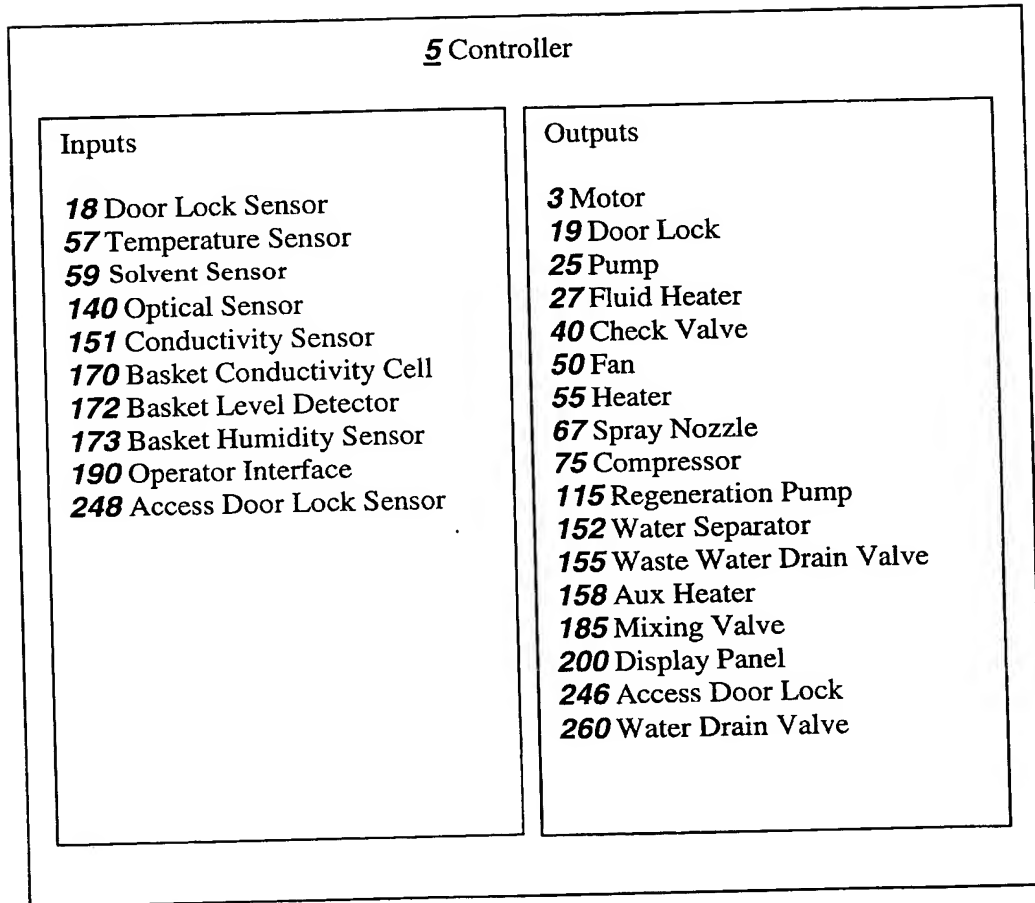 5 Controller
Inputs
18 Door Lock Sensor
57 Temperature Sensor
59 Solvent Sensor
140 Optical Sensor
151 Conductivity Sensor
170 Basket Conductivity Cell
172 Basket Level Detector
173 Basket Humidity Sensor
190 Operator Interface
248 Access Door Lock Sensor
Outputs
3 Motor
19 Door Lock
25 Pump
27 Fluid Heater
40 Check Valve
50 Fan
55 Heater
67 Spray Nozzle
75 Compressor
115 Regeneration Pump
152 Water Separator
155 Waste Water Drain Valve
158 Aux Heater
185 Mixing Valve
200 Display Panel
246 Access Door Lock
260 Water Drain Valve